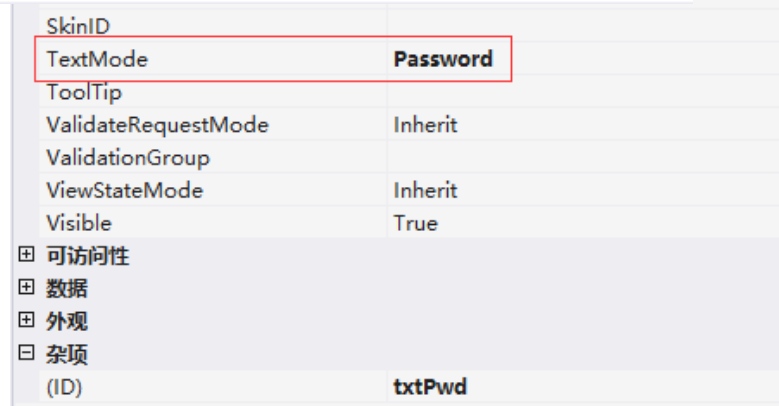 SkinID
TextMode Password
ToolTip
ValidateRequestMode Inherit
ValidationGroup
ViewStateMode Inherit
Visible True
可访问性
数据
外观
杂项
(ID) txtPwd